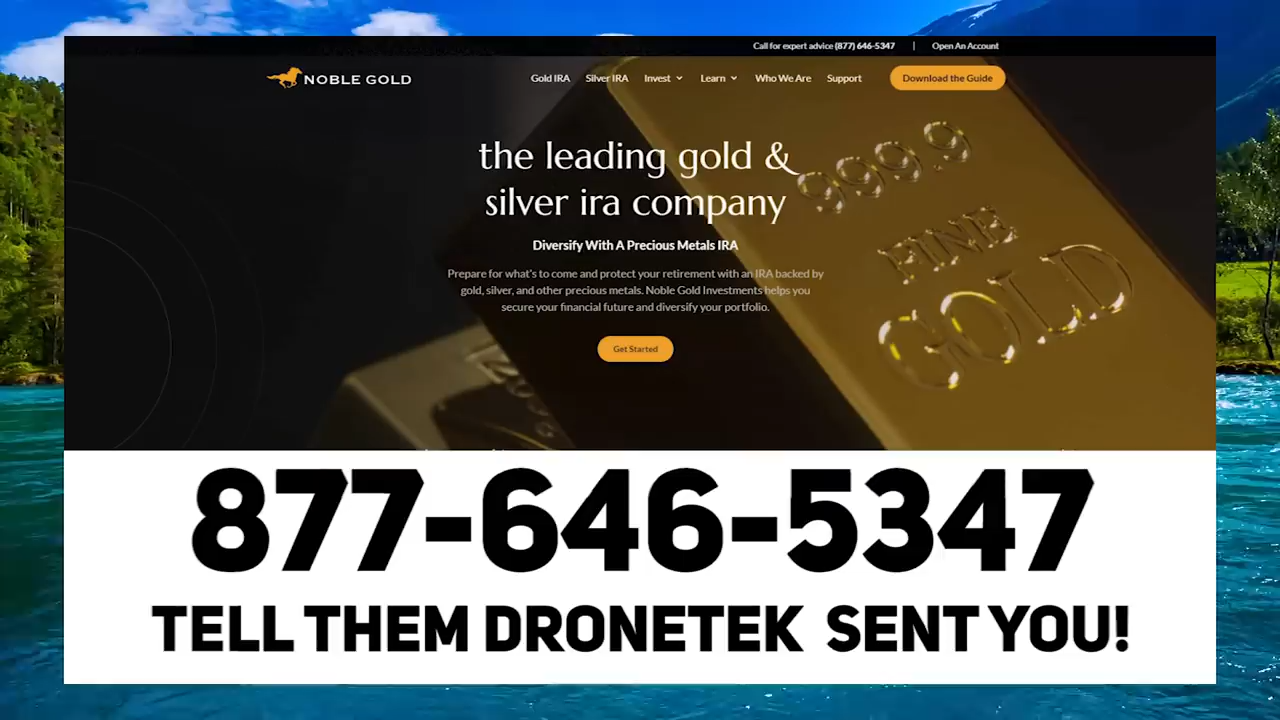 Call for expert advice (877) 646-5347 | Open An Account
NOBLE GOLD
Gold IRA Silver IRA Invest Learn Who We Are Support Download the Guide
the leading gold &
silver ira company
Diversify With A Precious Metals IRA
Prepare for what's to come and protect your retirement with an IRA backed by
gold, silver, and other precious metals. Noble Gold Investments helps you
secure your financial future and diversify your portfolio.
Get Started
999.9
FINE
GOLD
877-646-5347
TELL THEM DRONETEK SENT YOU!